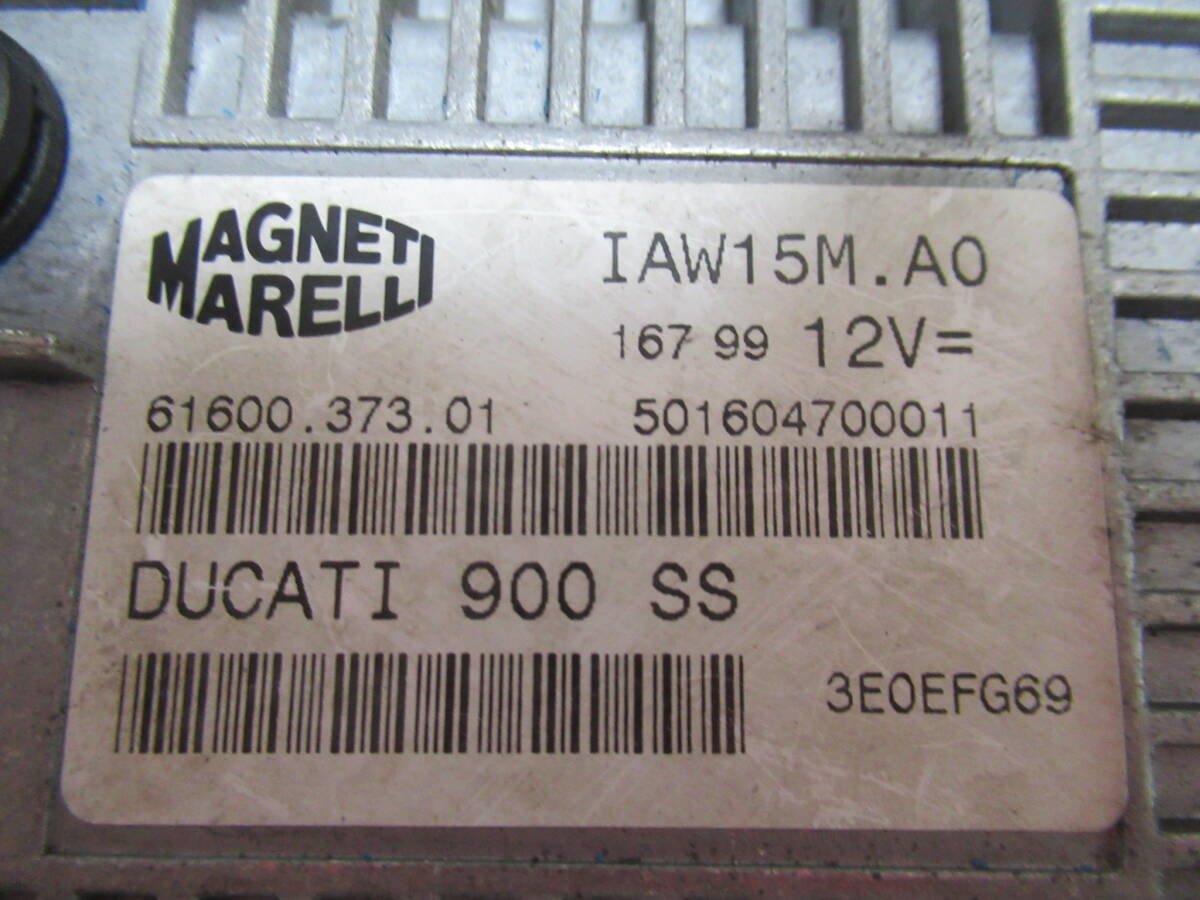 MAGNETI
MARELLI
IAW15M.A0
167 99 12V=
61600.373.01 501604700011
DUCATI 900 SS
3E0EFG69